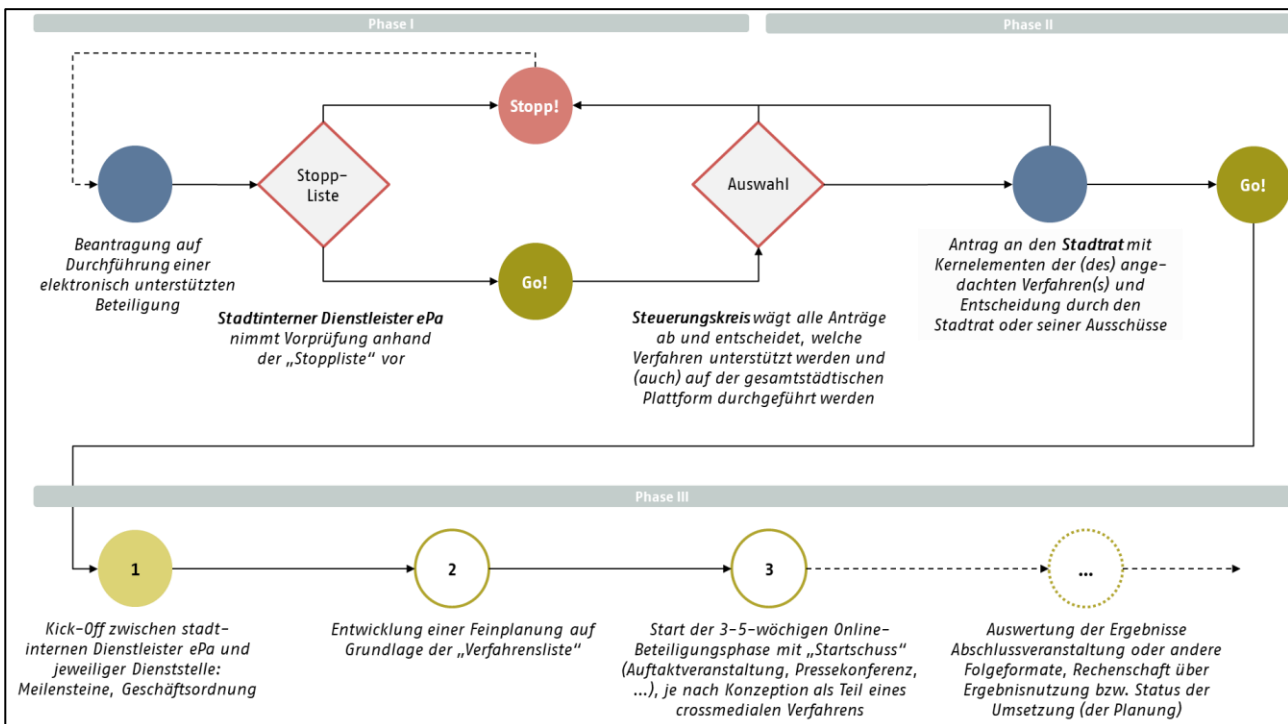 Phase I
Phase II
Stopp!
Stopp-
Liste
Auswahl
Go!
Beantragung auf
Durchführung einer
elektronisch unterstützten
Beteiligung
Go!
Stadtinterner Dienstleister ePa
nimmt Vorprüfung anhand
der „Stoppliste“ vor
Steuerungskreis wägt alle Anträge
ab und entscheidet, welche
Verfahren unterstützt werden und
(auch) auf der gesamtstädtischen
Plattform durchgeführt werden
Antrag an den Stadtrat mit
Kernelementen der (des) ange-
dachten Verfahren(s) und
Entscheidung durch den
Stadtrat oder seiner Ausschüsse
Phase III
1
2
3
...
Kick-Off zwischen stadt-
internen Dienstleister ePa und
jeweiliger Dienststelle:
Meilensteine, Geschäftsordnung
Entwicklung einer Feinplanung auf
Grundlage der „Verfahrensliste“
Start der 3-5-wöchigen Online-
Beteiligungsphase mit „Startschuss“
(Auftaktveranstaltung, Pressekonferenz,
...), je nach Konzeption als Teil eines
crossmedialen Verfahrens
Auswertung der Ergebnisse
Abschlussveranstaltung oder andere
Folgeformate, Rechenschaft über
Ergebnisnutzung bzw. Status der
Umsetzung (der Planung)